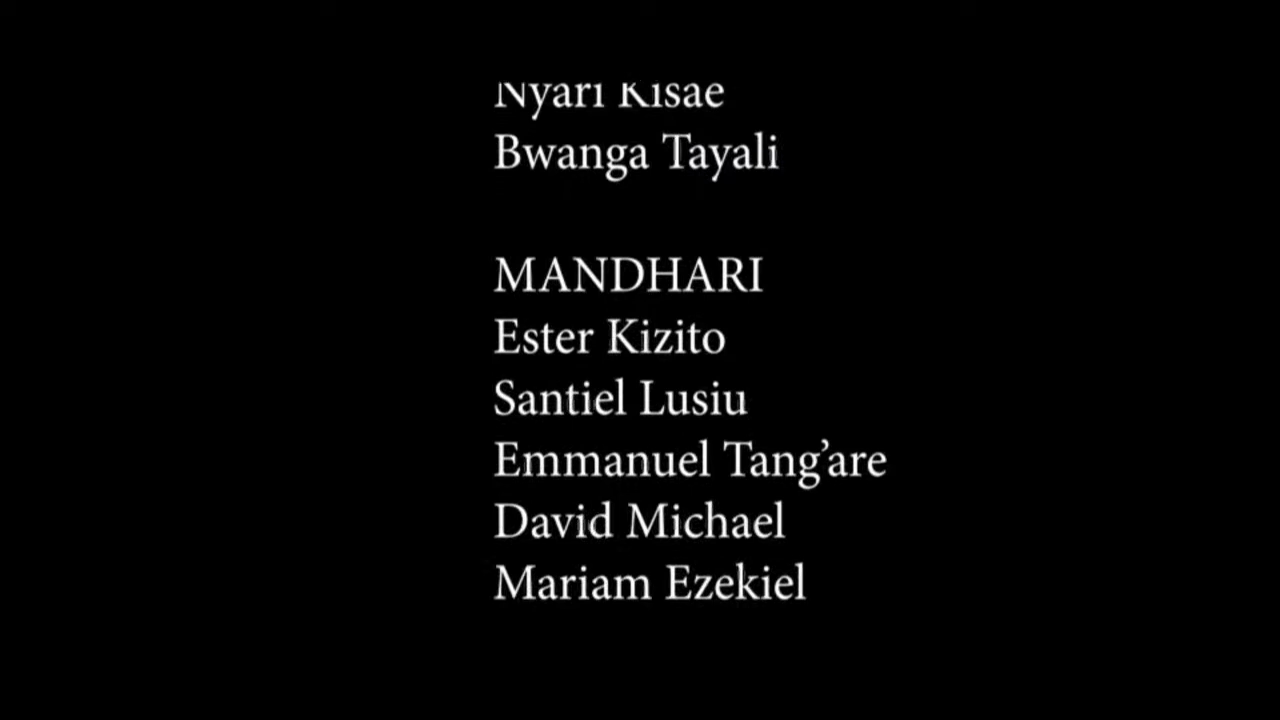 Nyari Kisae
Bwanga Tayali
MANDHARI
Ester Kizito
Santiel Lusiu
Emmanuel Tang’are
David Michael
Mariam Ezekiel